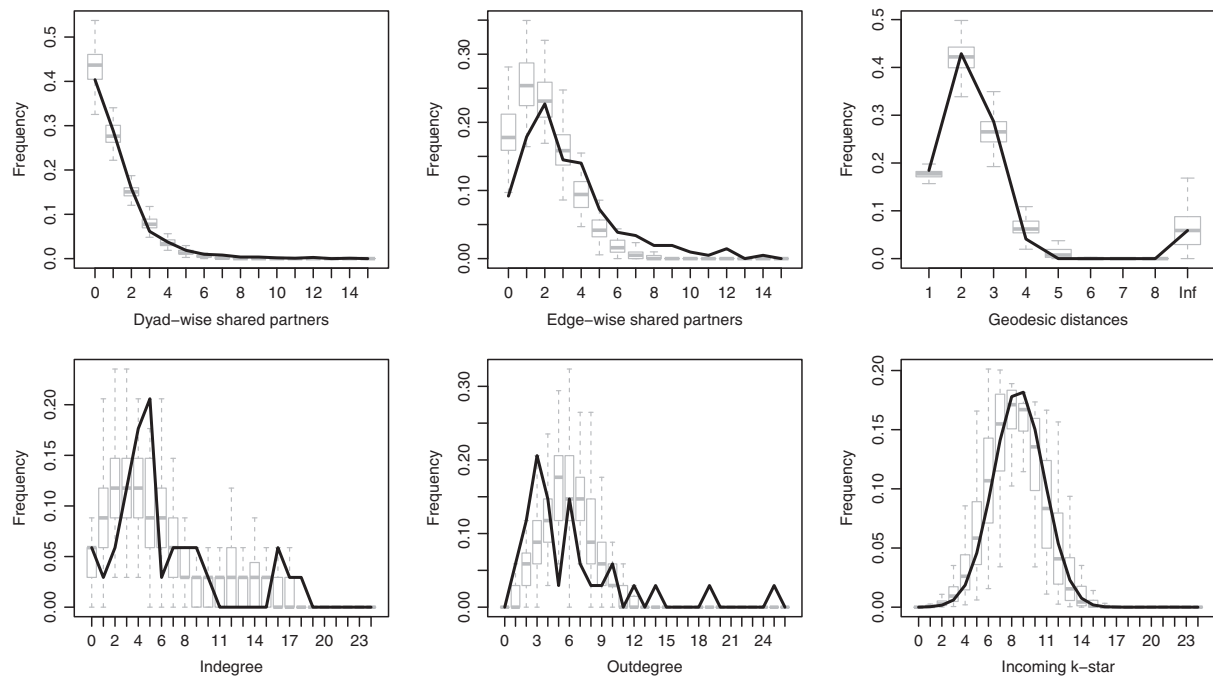 Frequency
0.0 0.1 0.2 0.3 0.4 0.5
0 2 4 6 8 10 12 14
Dyad−wise shared partners
Frequency
0.00 0.10 0.20 0.30
0 2 4 6 8 10 12 14
Edge−wise shared partners
Frequency
0.0 0.1 0.2 0.3 0.4 0.5
1 2 3 4 5 6 7 8 Inf
Geodesic distances
Frequency
0.00 0.05 0.10 0.15 0.20
0 2 4 6 8 11 14 17 20 23
Indegree
Frequency
0.00 0.10 0.20 0.30
0 3 6 9 12 15 18 21 24
Outdegree
Frequency
0.00 0.05 0.10 0.15 0.20
0 2 4 6 8 11 14 17 20 23
Incoming k−star